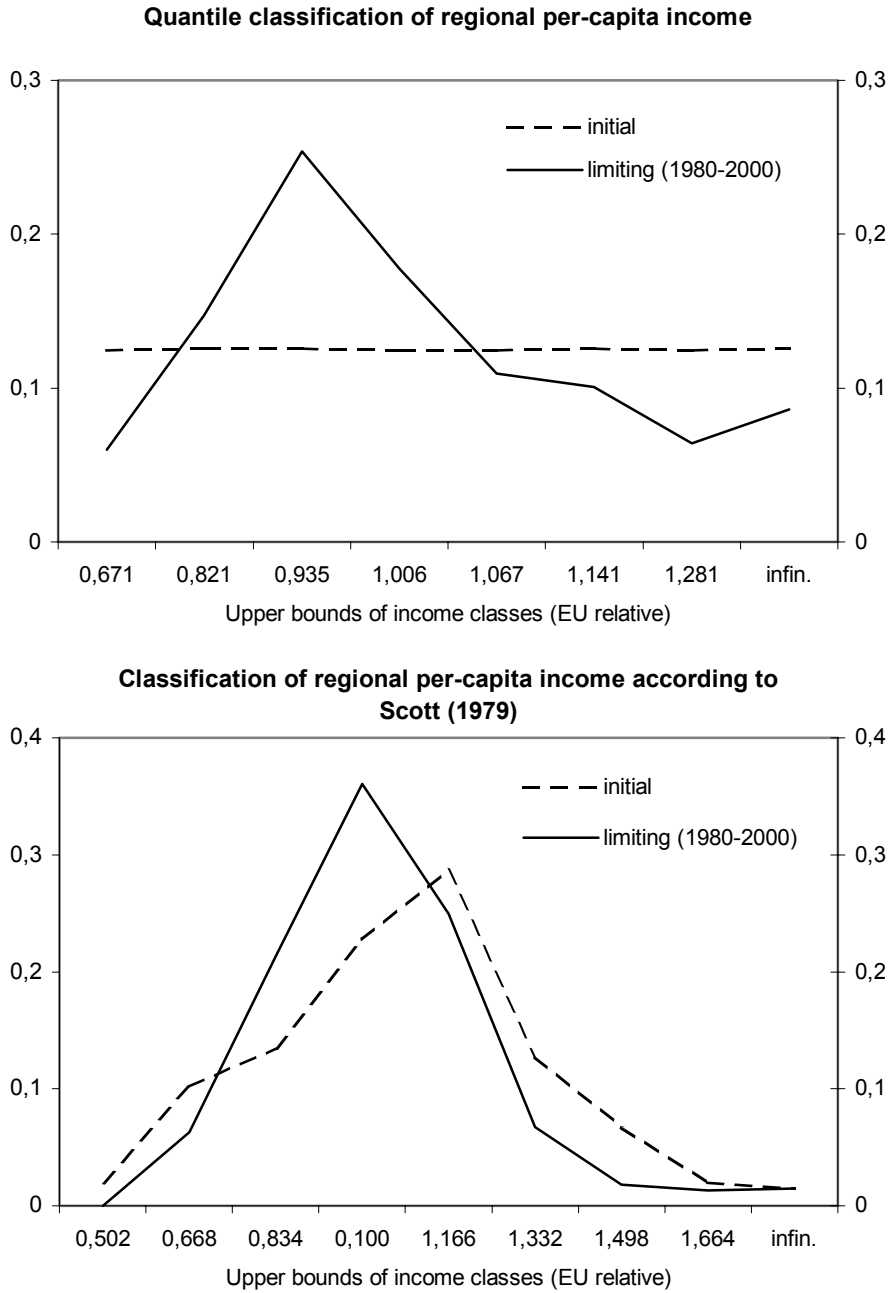 Quantile classification of regional per-capita income
0,3 0,3
initial
limiting (1980-2000)
0,2 0,2
0,1 0,1
0 0
0,671 0,821 0,935 1,006 1,067 1,141 1,281 infin.
Upper bounds of income classes (EU relative)
Classification of regional per-capita income according to
Scott (1979)
0,4 0,4
initial
limiting (1980-2000)
0,3 0,3
0,2 0,2
0,1 0,1
0 0
0,502 0,668 0,834 0,100 1,166 1,332 1,498 1,664 infin.
Upper bounds of income classes (EU relative)